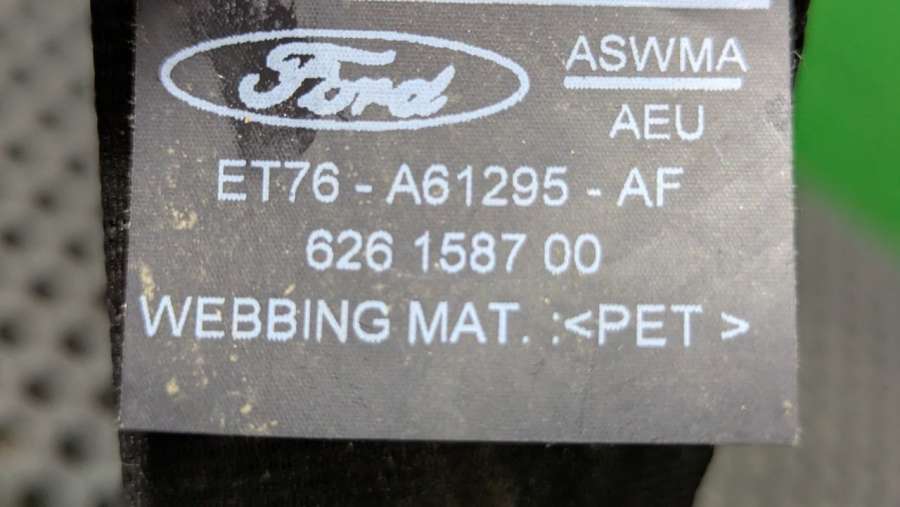 Ford
ASWMA
AEU
ET76 - A61295 - AF
626 1587 00
WEBBING MAT. :<PET >